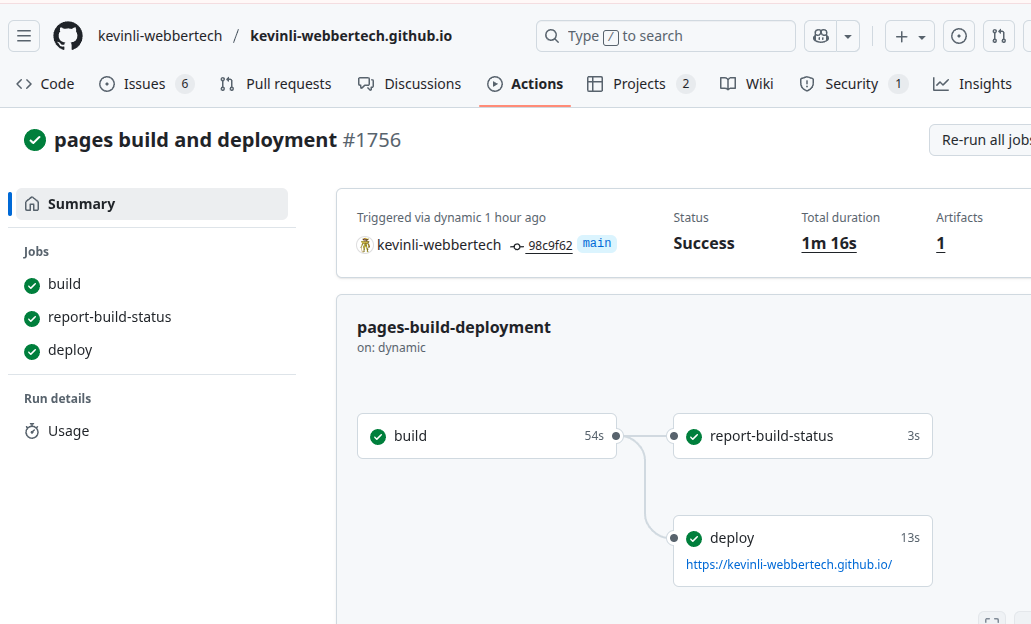 kevinli-webbertech / kevinli-webbertech.github.io
Type / to search
Code
Issues 6
Pull requests
Discussions
Actions
Projects 2
Wiki
Security 1
Insights
pages build and deployment #1756
Re-run all jobs
Summary
Jobs
build
report-build-status
deploy
Run details
Usage
Triggered via dynamic 1 hour ago
kevinli-webbertech 98c9f62 main
Status
Success
Total duration
1m 16s
Artifacts
1
pages-build-deployment
on: dynamic
build 54s
report-build-status 3s
deploy 13s
https://kevinli-webbertech.github.io/